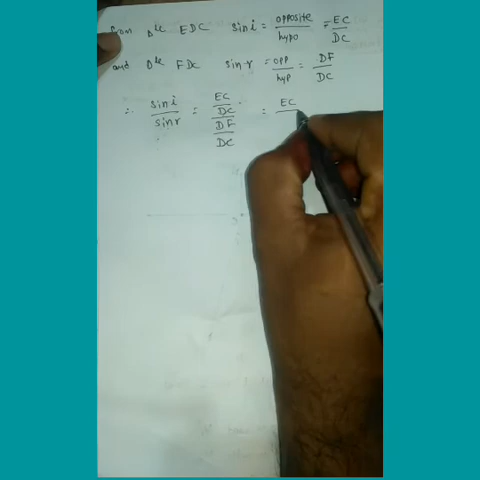 From Δle EDC sin i = opposite/hypo = EC/DC
and Δle FDC sin r = opp/hyp = DF/DC
∴ sin i/sin r = EC/DC/DF/DC = EC